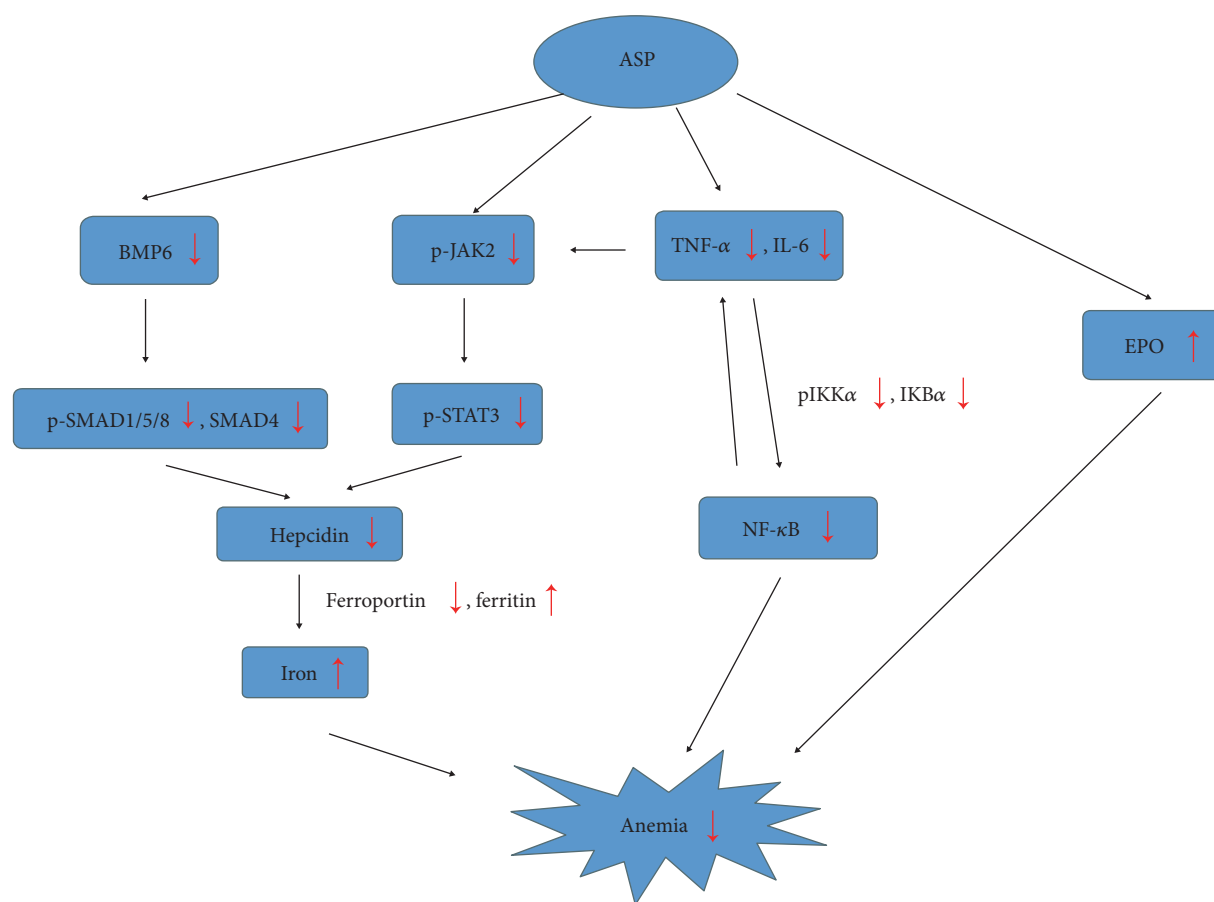 ASP
BMP6 ↓
p-JAK2 ↓
TNF-α ↓, IL-6 ↓
EPO ↑
p-SMAD1/5/8 ↓, SMAD4 ↓
p-STAT3 ↓
pIKKα ↓, IKBα ↓
Hepcidin ↓
NF-κB ↓
Ferroportin ↓, ferritin ↑
Iron ↑
Anemia ↓